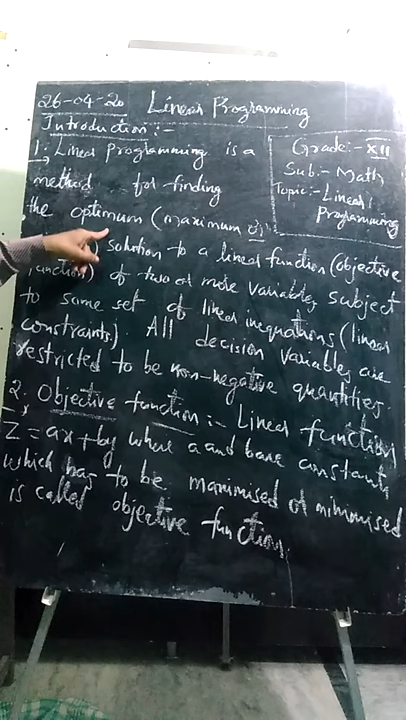 26-04-20 Linear Programming
Introduction :-
Grade:- XII
Sub:- Math
Topic:- Linear
Programming
1: Linear Programming is a
method for finding
the optimum (maximum
solution to a linear function (objective
function) of two or more variables subject
to some set of linear inequations (linear
constraints). All decision variables are
restricted to be non-negative quantities.
2. Objective function :- Linear function
Z = ax+by where a and b are constants,
which has to be maximised or minimised
is called objective function.